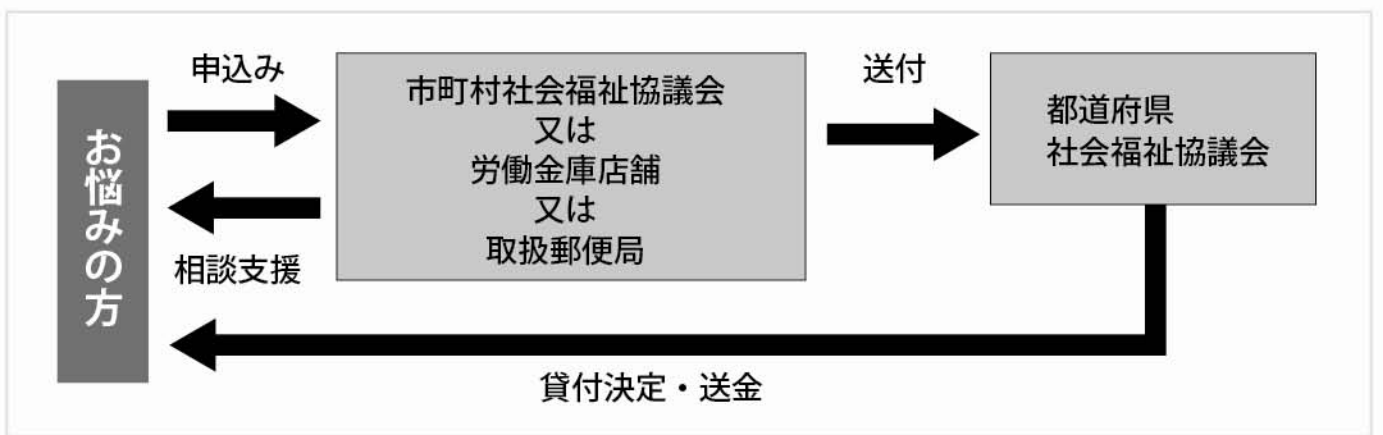 お悩みの方
申込み
相談支援
市町村社会福祉協議会
又は
労働金庫店舗
又は
取扱郵便局
送付
都道府県
社会福祉協議会
貸付決定・送金